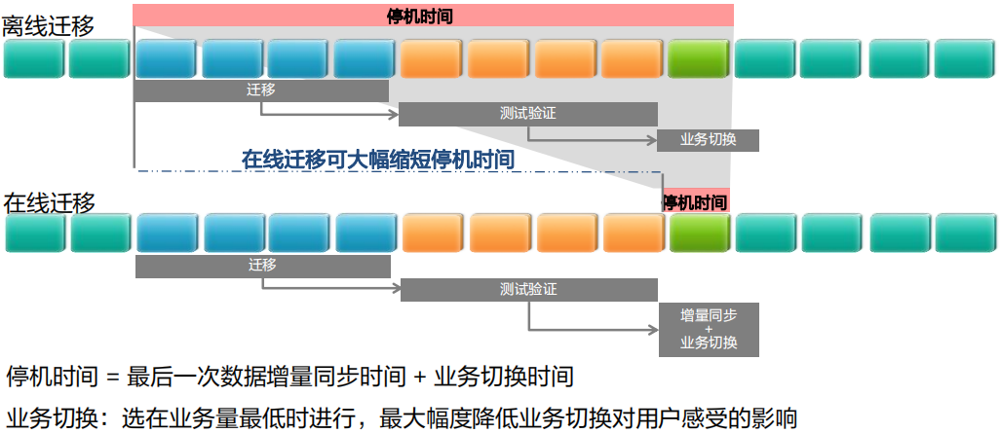 停机时间
离线迁移
迁移
测试验证
业务切换
在线迁移可大幅缩短停机时间
停机时间
在线迁移
迁移
测试验证
增量同步
+
业务切换
停机时间 = 最后一次数据增量同步时间 + 业务切换时间
业务切换：选在业务量最低时进行，最大幅度降低业务切换对用户感受的影响